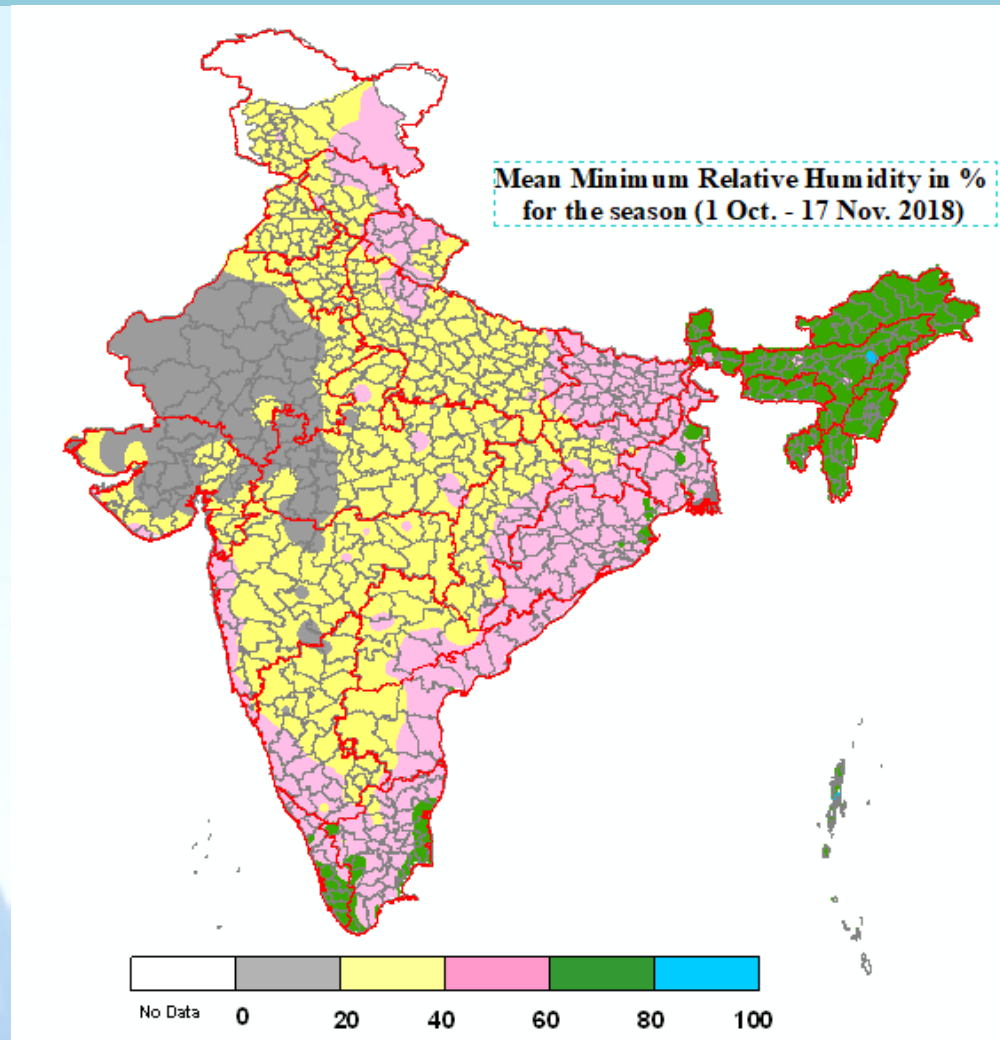 Mean Minimum Relative Humidity in %
for the season (1 Oct. - 17 Nov. 2018)
No Data 0 20 40 60 80 100